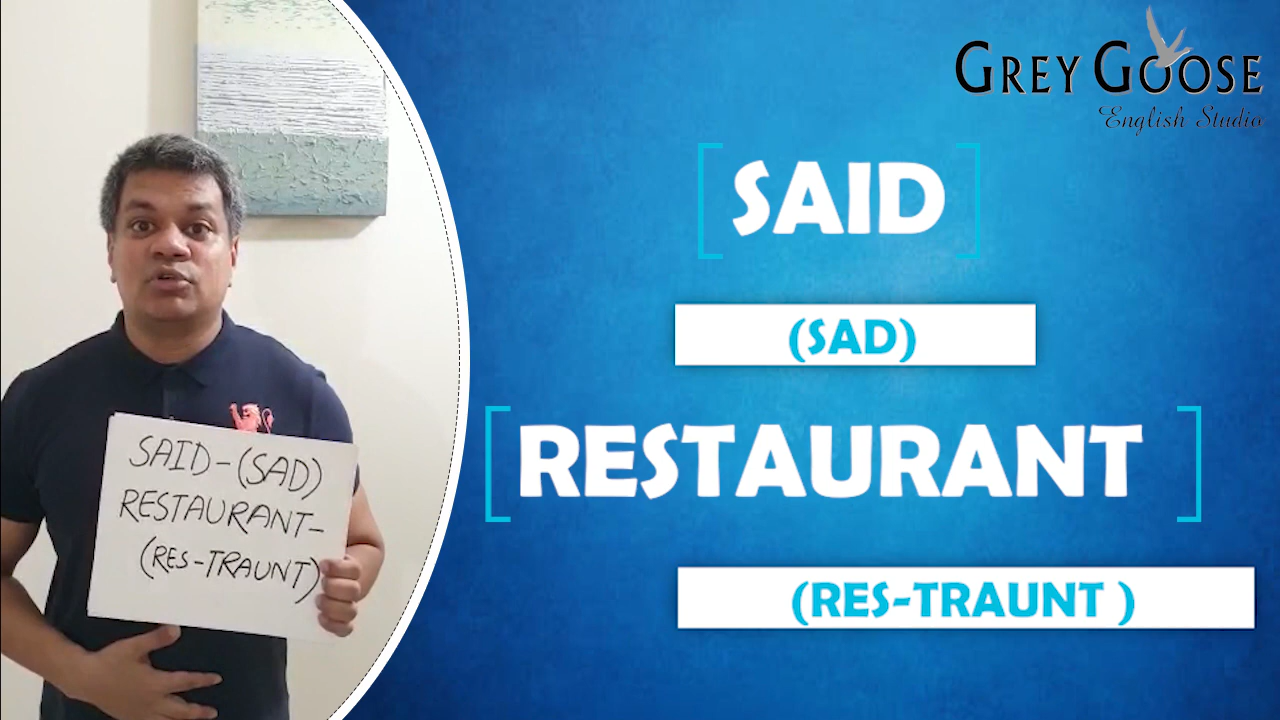 GREY GOOSE
English Studio
SAID
(SAD)
RESTAURANT
(RES-TRAUNT )
SAID-(SAD)
RESTAURANT-
(RES-TRAUNT)